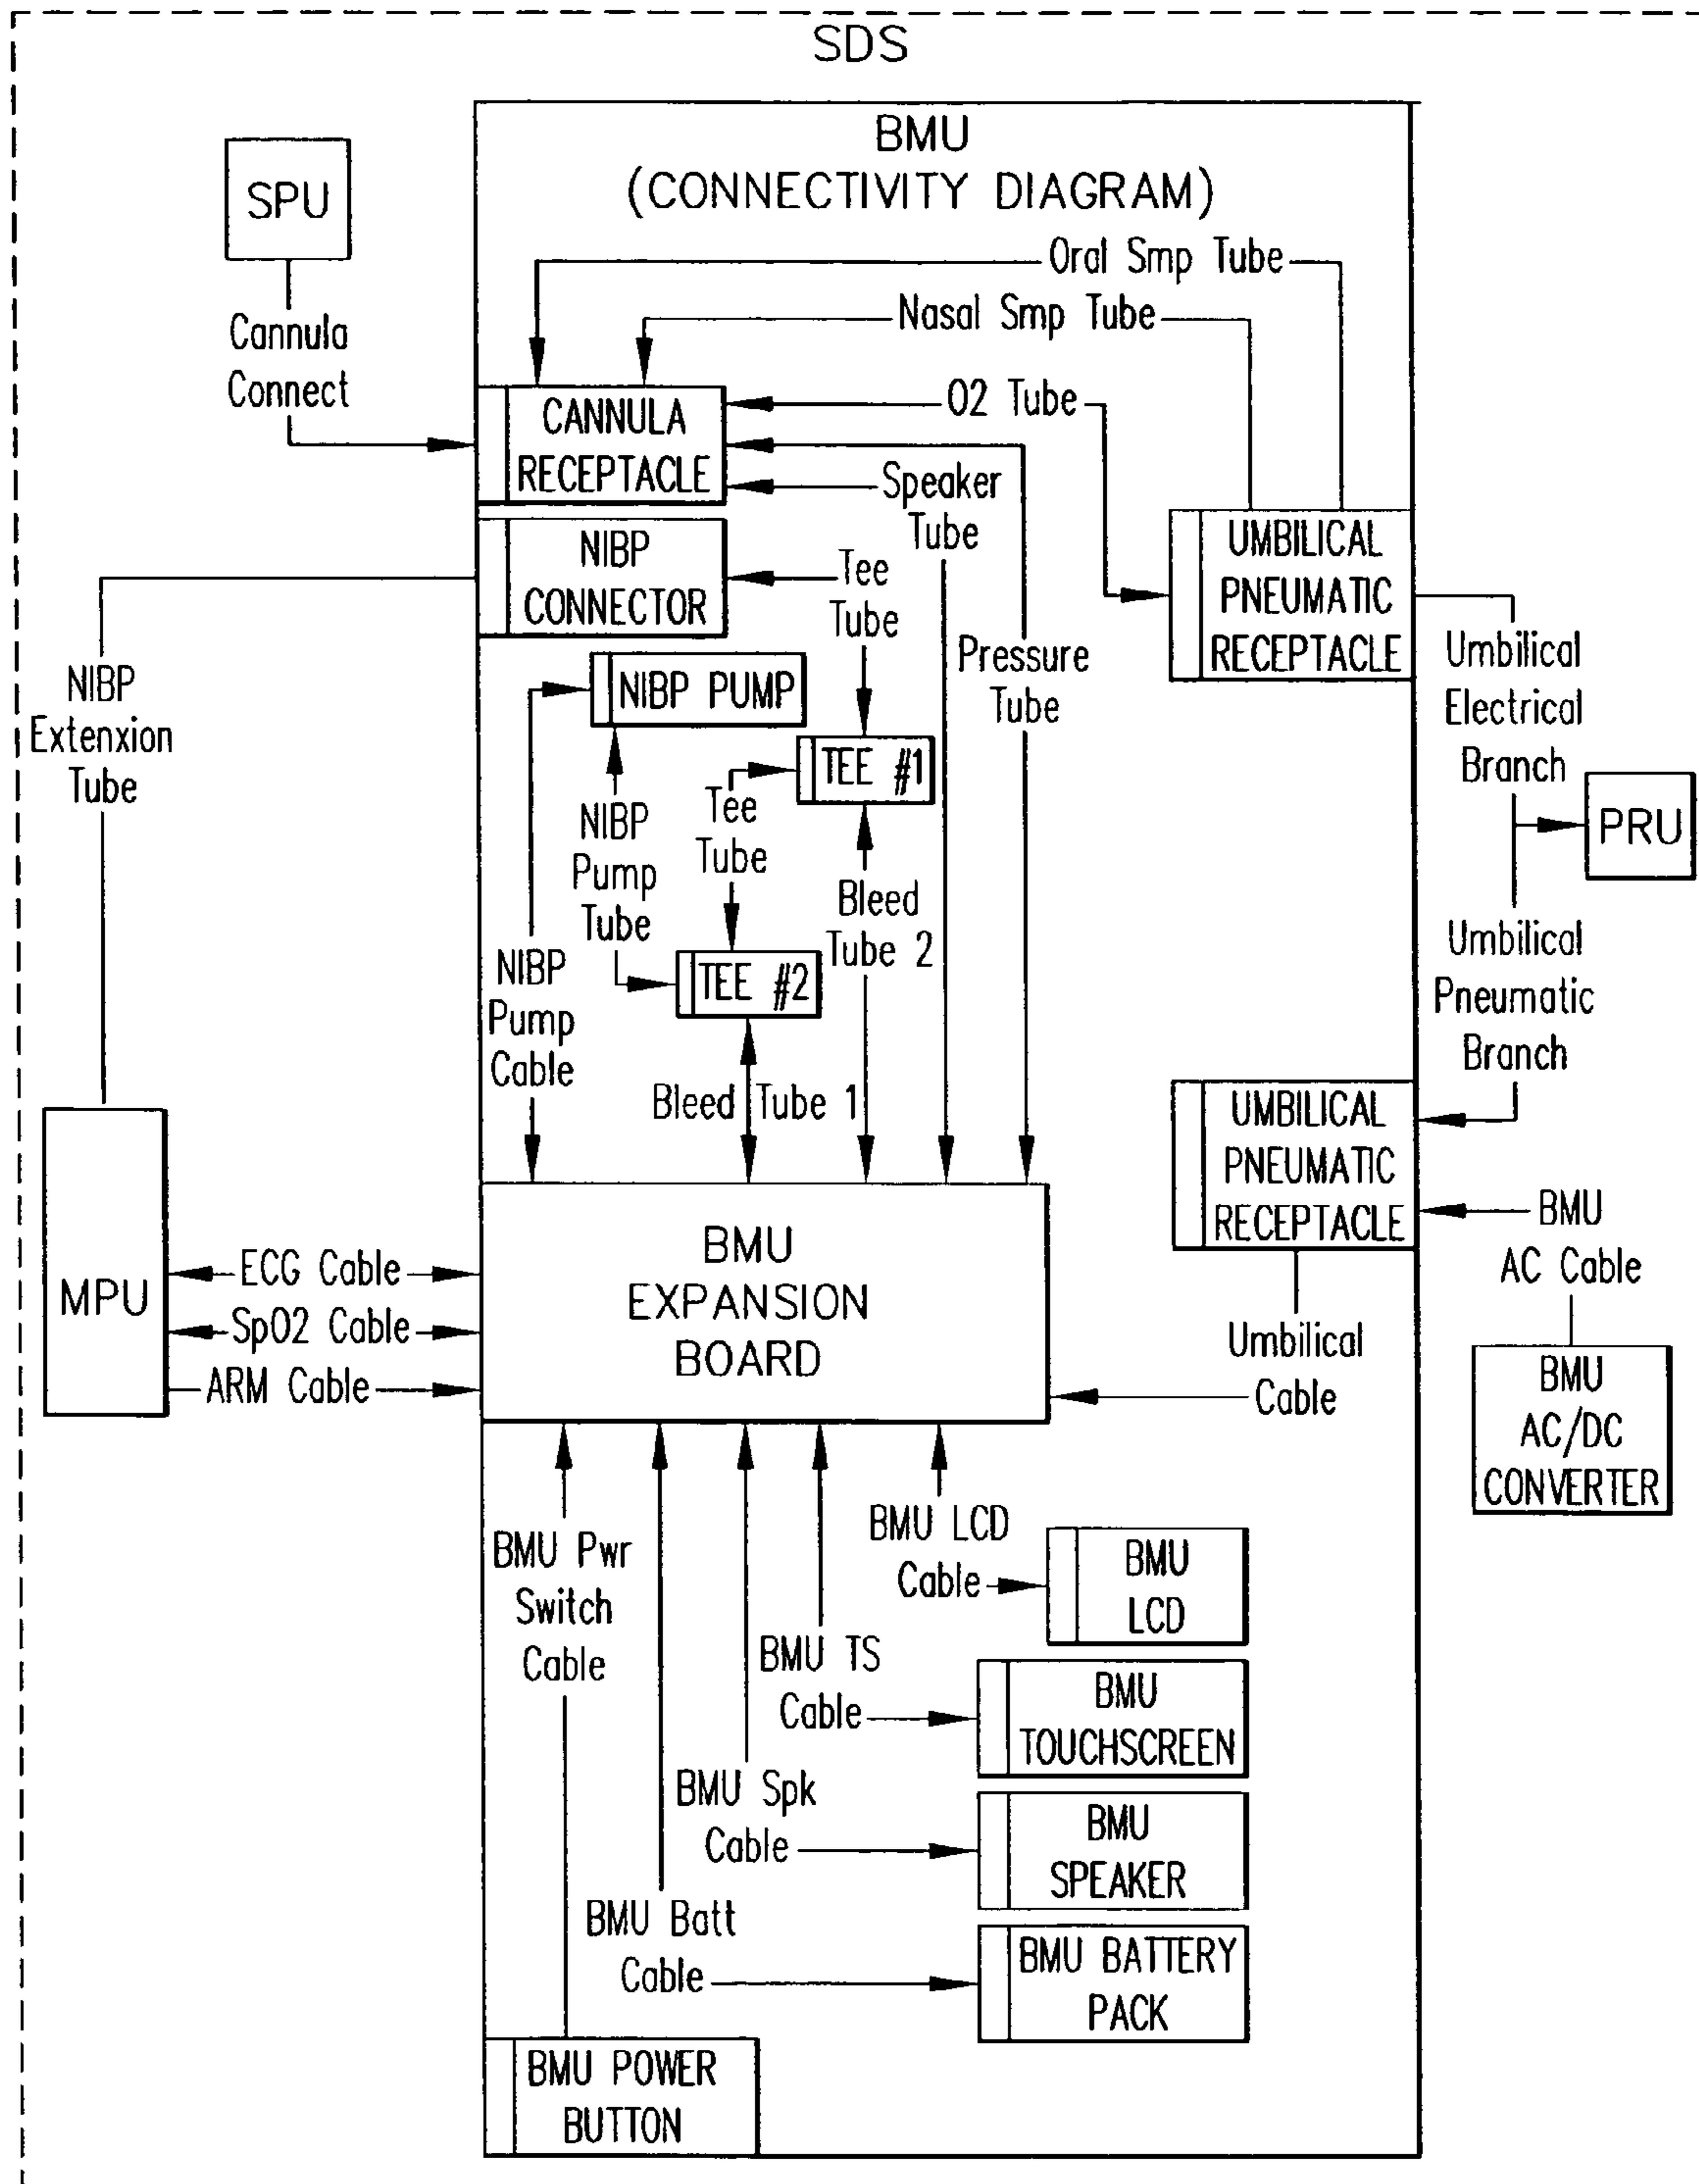 SDS
BMU
(CONNECTIVITY DIAGRAM)
SPU
Cannula
Connect
Oral Smp Tube
Nasal Smp Tube
O2 Tube
CANNULA
RECEPTACLE
Speaker
Tube
NIBP
CONNECTOR
Tee
Tube
UMBILICAL
PNEUMATIC
RECEPTACLE
Pressure
Tube
Umbilical
Electrical
Branch
NIBP
Extenxion
Tube
NIBP PUMP
TEE #1
Tee
Tube
NIBP
Pump
Tube
PRU
Bleed
Tube 2
Umbilical
Pneumatic
Branch
TEE #2
NIBP
Pump
Cable
Bleed Tube 1
UMBILICAL
PNEUMATIC
RECEPTACLE
MPU
ECG Cable
SpO2 Cable
ARM Cable
BMU
EXPANSION
BOARD
BMU
AC Cable
Umbilical
Cable
BMU
AC/DC
CONVERTER
BMU Pwr
Switch
Cable
BMU LCD
Cable
BMU
LCD
BMU TS
Cable
BMU
TOUCHSCREEN
BMU Spk
Cable
BMU
SPEAKER
BMU Batt
Cable
BMU BATTERY
PACK
BMU POWER
BUTTON